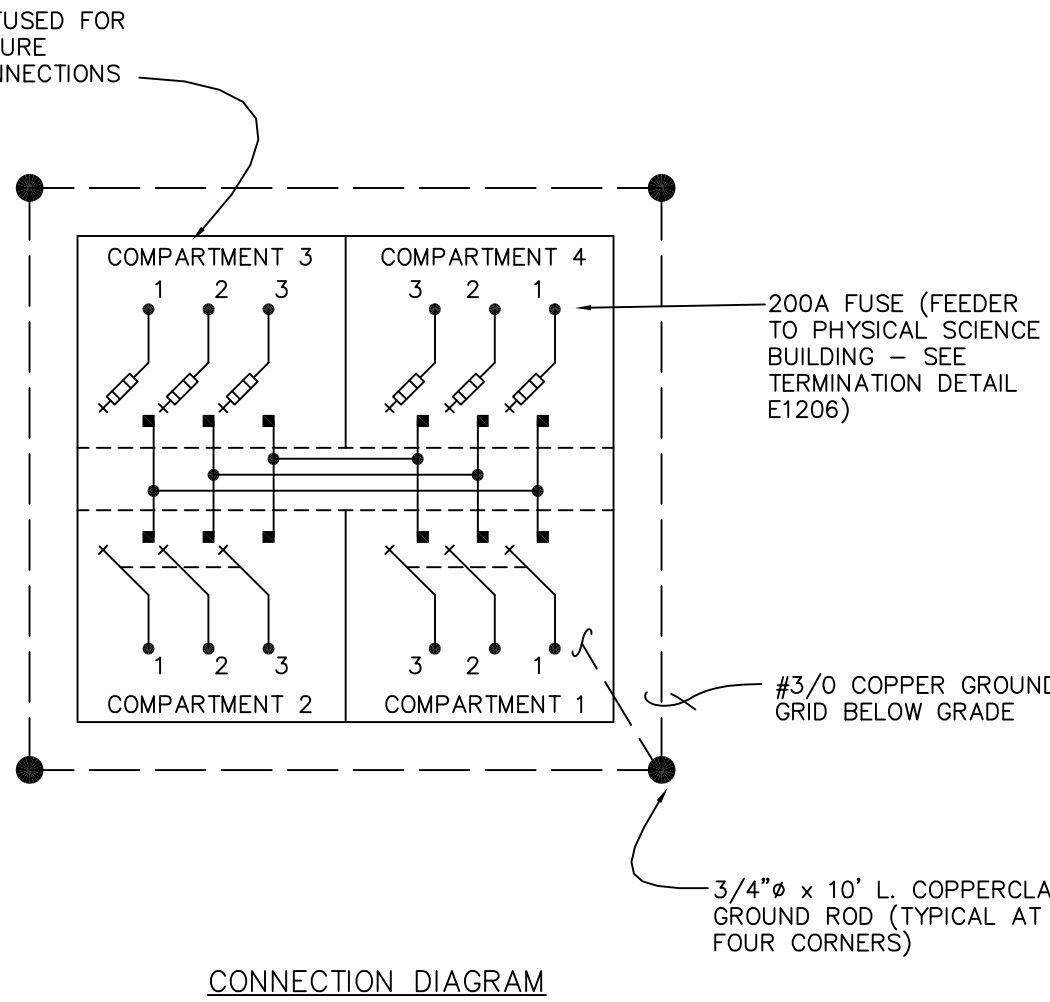 FUSED FOR
URE
NNECTIONS
COMPARTMENT 3
COMPARTMENT 4
1 2 3
3 2 1
200A FUSE (FEEDER
TO PHYSICAL SCIENCE
BUILDING – SEE
TERMINATION DETAIL
E1206)
1 2 3
3 2 1
COMPARTMENT 2
COMPARTMENT 1
#3/0 COPPER GROUND
GRID BELOW GRADE
3/4"ø x 10' L. COPPERCLA
GROUND ROD (TYPICAL AT
FOUR CORNERS)
CONNECTION DIAGRAM